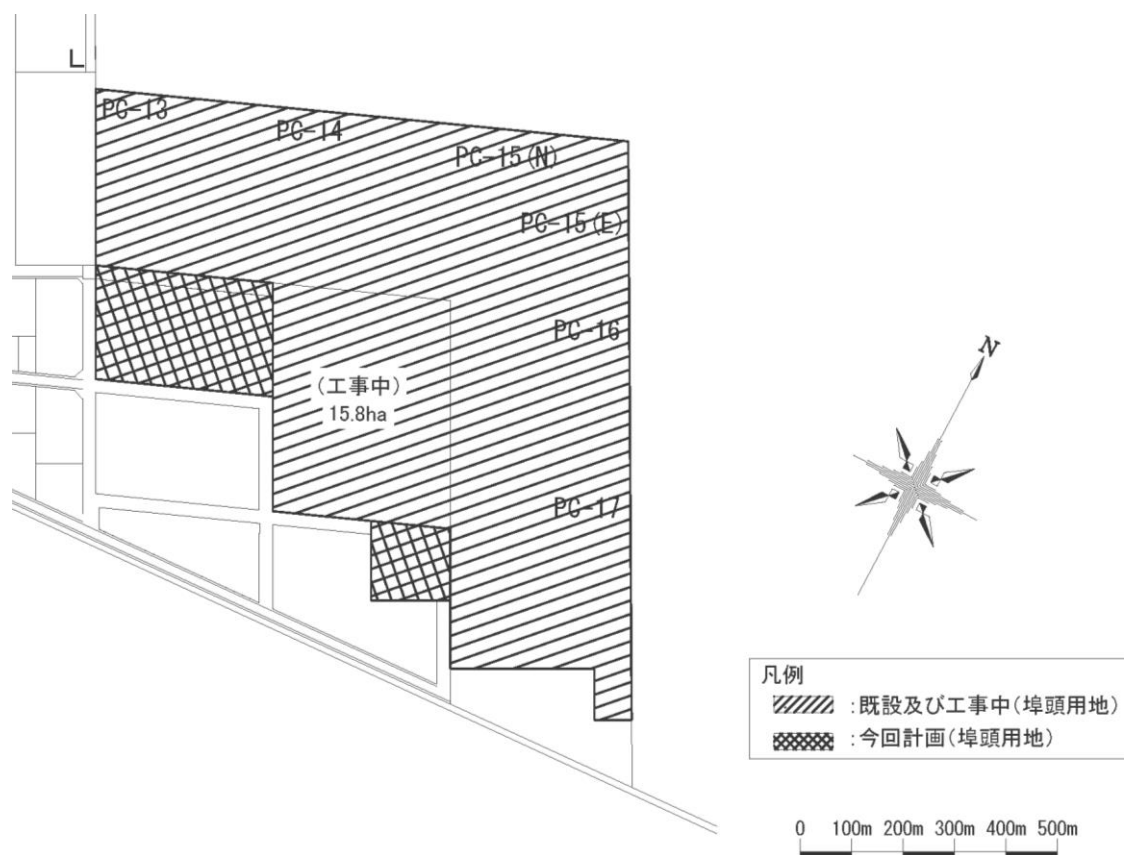 L
PC-13
PC-14
PC-15(N)
PC-15(E)
PC-16
(工事中)
15.8ha
PC-17
N
凡例
:既設及び工事中(埠頭用地)
:今回計画(埠頭用地)
0 100m 200m 300m 400m 500m